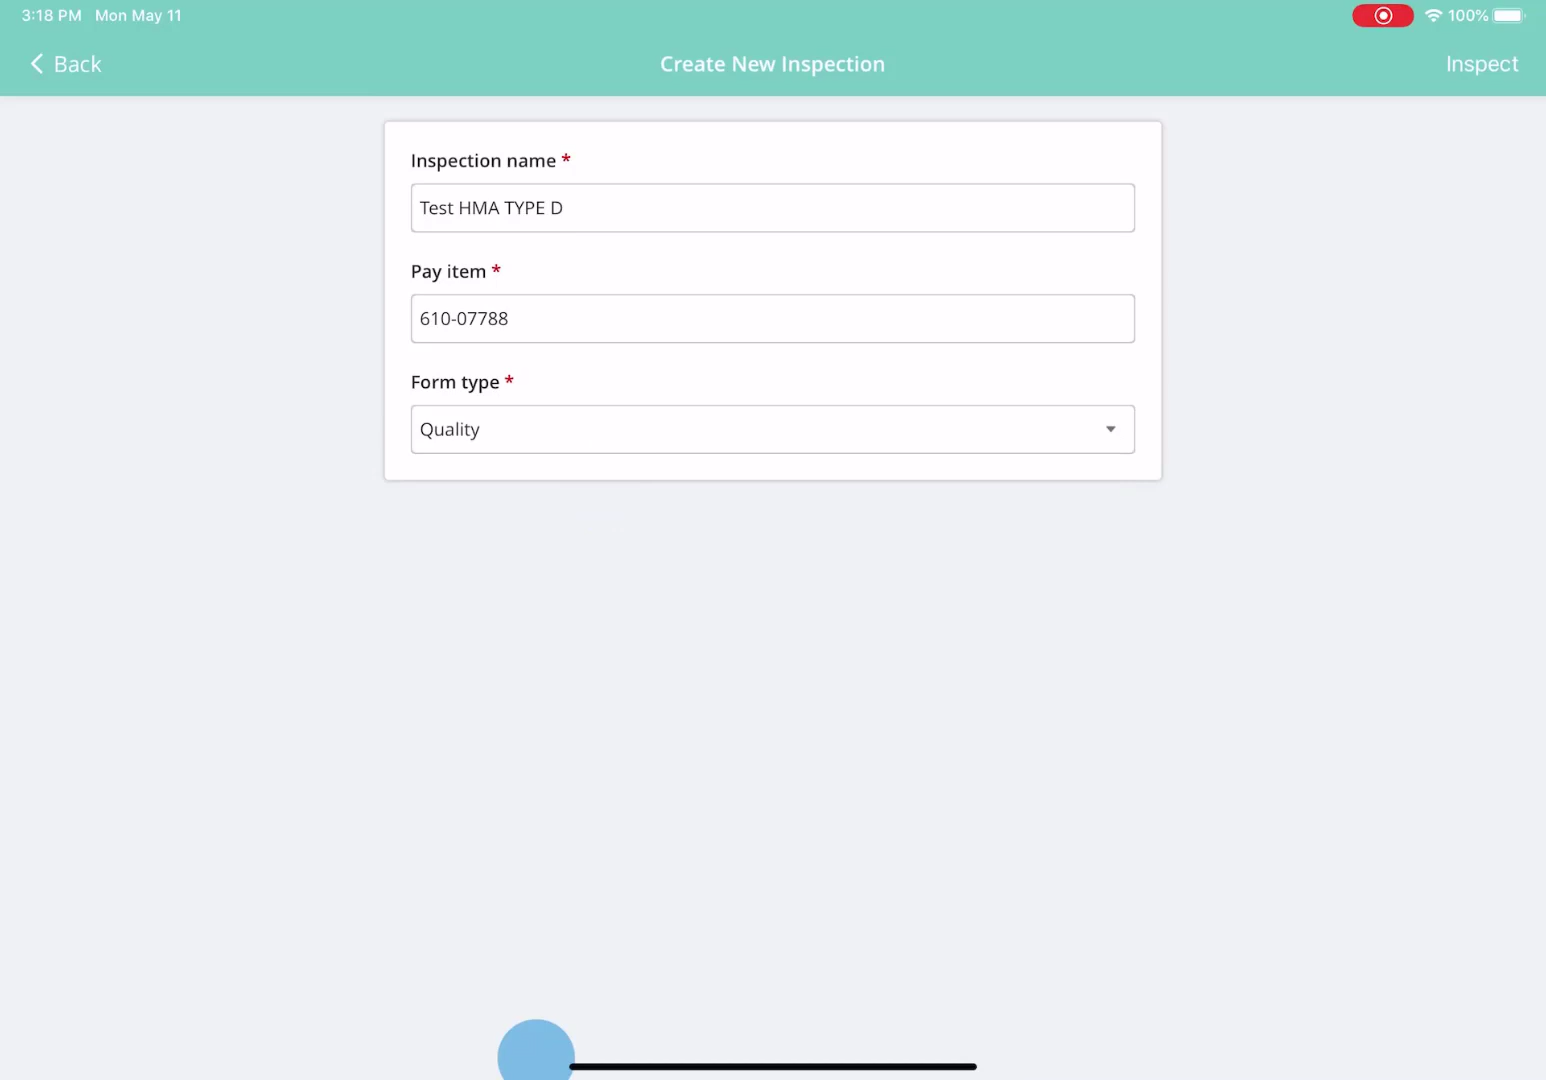 3:18 PM Mon May 11
100%
Back
Create New Inspection
Inspect
Inspection name *
Test HMA TYPE D
Pay item *
610-07788
Form type *
Quality